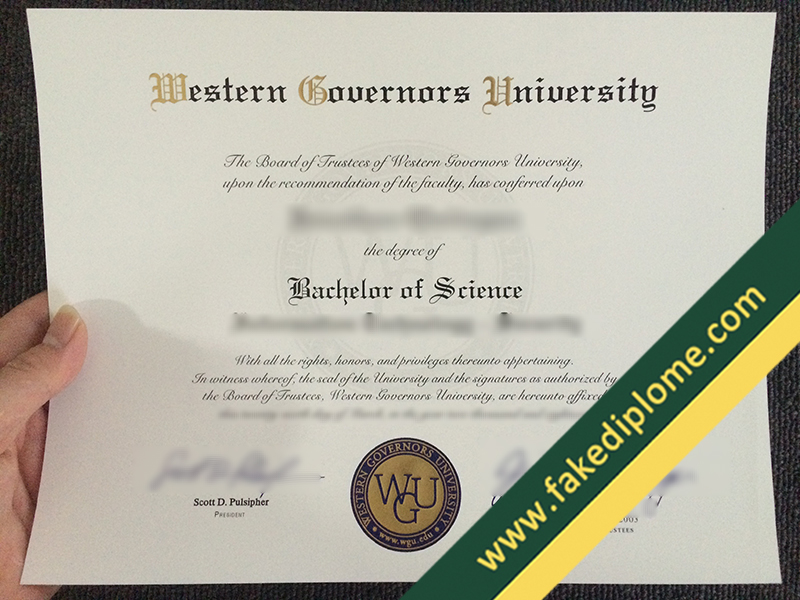 Western Governors University
The Board of Trustees of Western Governors University,
upon the recommendation of the faculty, has conferred upon
the degree of
Bachelor of Science
With all the rights, honors, and privileges thereunto appertaining.
In witness whereof, the seal of the University and the signatures as authorized by
the Board of Trustees, Western Governors University, are hereunto affixed
Scott D. Pulsipher
President
WESTERN GOVERNORS UNIVERSITY
WGU
www.wgu.edu
2003
www.fakediplome.com